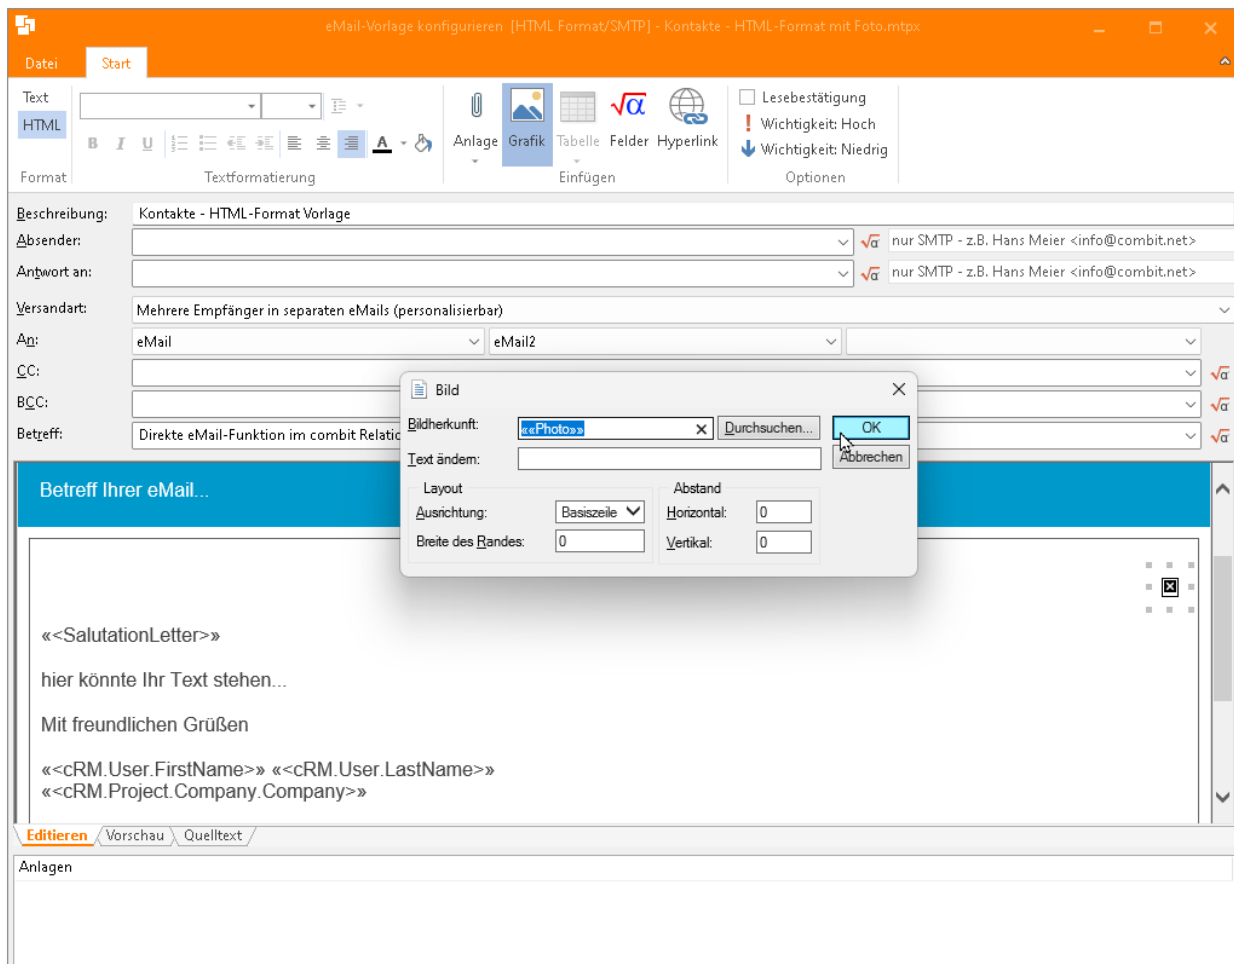 eMail-Vorlage konfigurieren [HTML Format/SMTP] - Kontakte - HTML-Format mit Foto.mtpx
Datei Start
Text
HTML
Format
B I U
A
Textformatierung
Anlage Grafik Tabelle Felder Hyperlink
Einfügen
Lesebestätigung
Wichtigkeit: Hoch
Wichtigkeit: Niedrig
Optionen
Beschreibung: Kontakte - HTML-Format Vorlage
Absender: nur SMTP - z.B. Hans Meier <info@combit.net>
Antwort an: nur SMTP - z.B. Hans Meier <info@combit.net>
Versandart: Mehrere Empfänger in separaten eMails (personalisierbar)
An: eMail eMail2
CC:
BCC:
Betreff: Direkte eMail-Funktion im combit Relatio
Bild
Bildherkunft: ««Photo»» Durchsuchen... OK
Text ändern: Abbrechen
Layout Abstand
Ausrichtung: Basiszeile Horizontal: 0
Breite des Randes: 0 Vertikal: 0
Betreff Ihrer eMail...
«<SalutationLetter>»
hier könnte Ihr Text stehen...
Mit freundlichen Grüßen
«<cRM.User.FirstName>» «<cRM.User.LastName>»
«<cRM.Project.Company.Company>»
Editieren Vorschau Quelltext
Anlagen